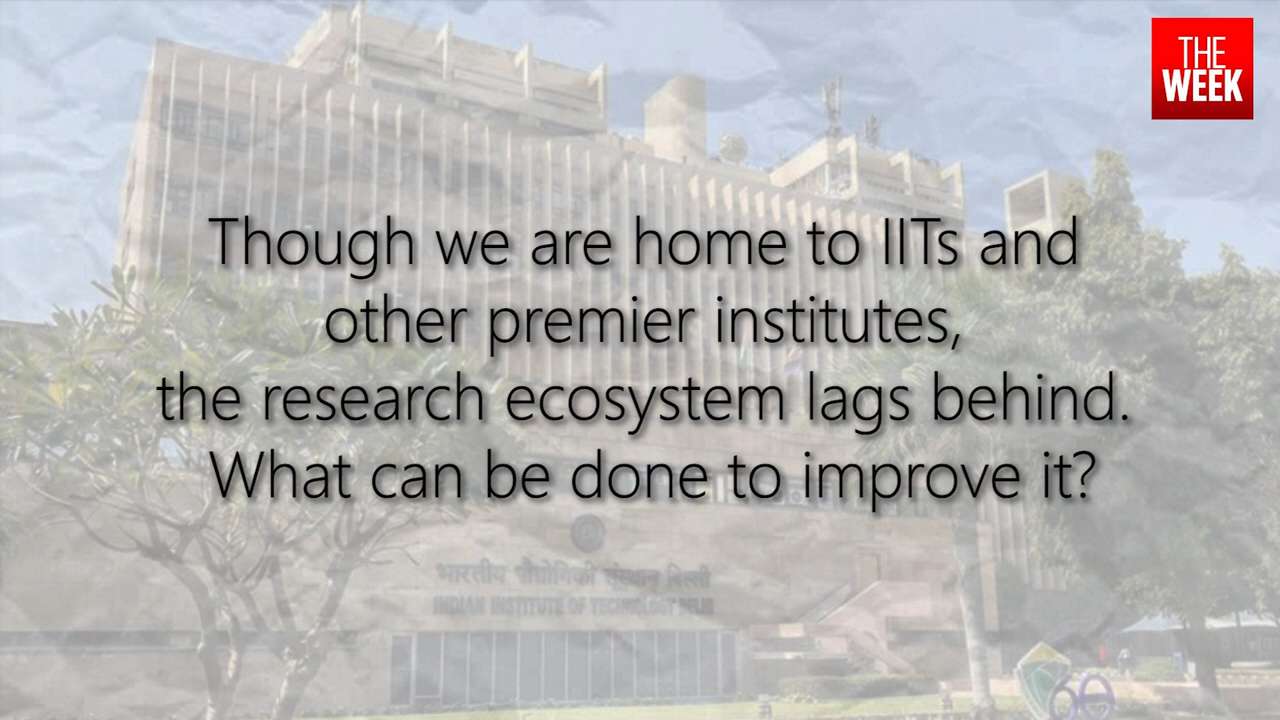 THE
WEEK
Though we are home to IITs and
other premier institutes,
the research ecosystem lags behind.
What can be done to improve it?
भारतीय प्रौद्योगिकी संस्थान दिल्ली
INDIAN INSTITUTE OF TECHNOLOGY DELHI
60